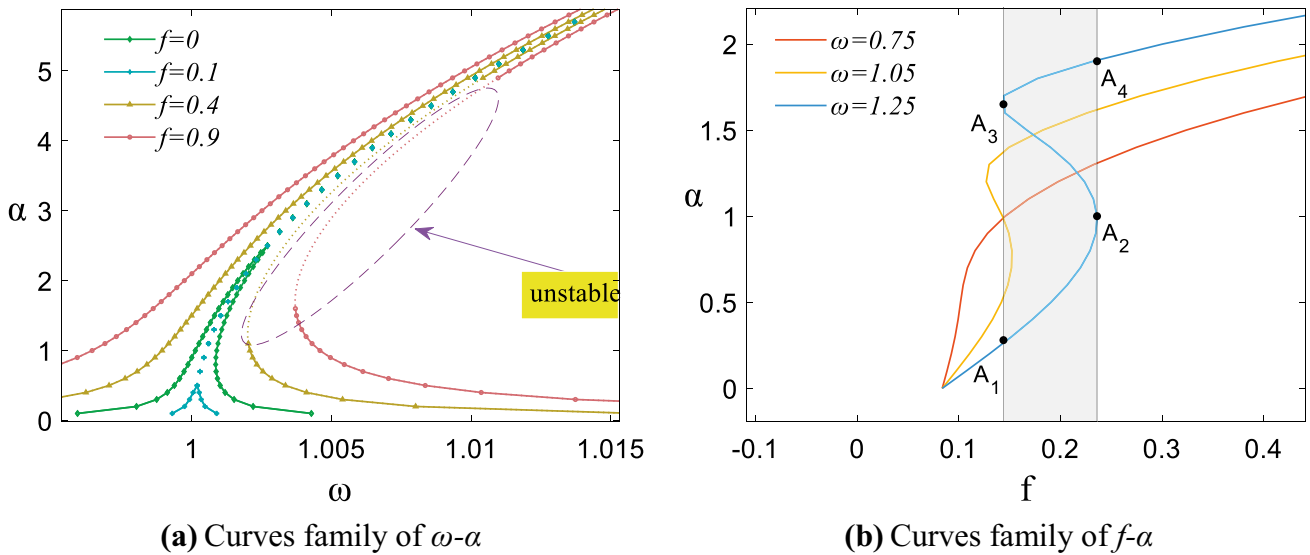 f=0
f=0.1
f=0.4
f=0.9
unstable
5
4
3
2
1
0
α
1
1.005
1.01
1.015
ω
(a) Curves family of ω-α
ω=0.75
ω=1.05
ω=1.25
A4
A3
A2
A1
2
1.5
1
0.5
0
α
-0.1
0
0.1
0.2
0.3
0.4
f
(b) Curves family of f-α